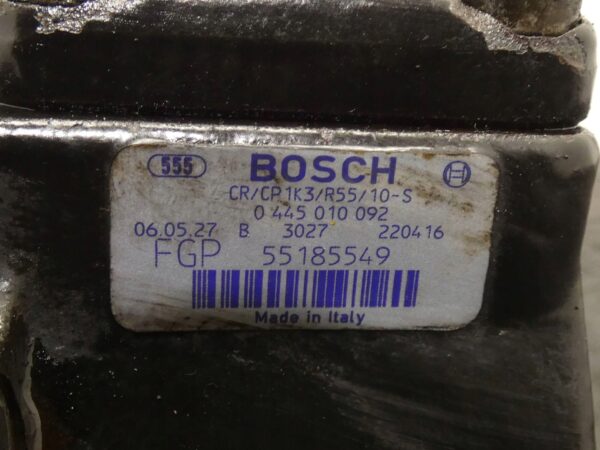 555 BOSCH
CR/CP1K3/R55/10-S
0 445 010 092
06.05.27 B 3027 220416
FGP 55185549
Made in Italy